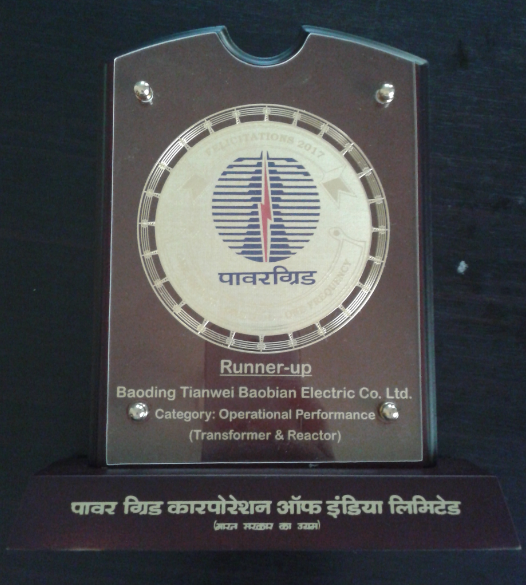 FELICITATIONS 2017
पावरग्रिड
FREQUENCY
Runner-up
Baoding Tianwei Baobian Electric Co. Ltd.
Category: Operational Performance
(Transformer & Reactor)
पावर ग्रिड कारपोरेशन ऑफ इंडिया लिमिटेड
(भारत सरकार का उद्यम)